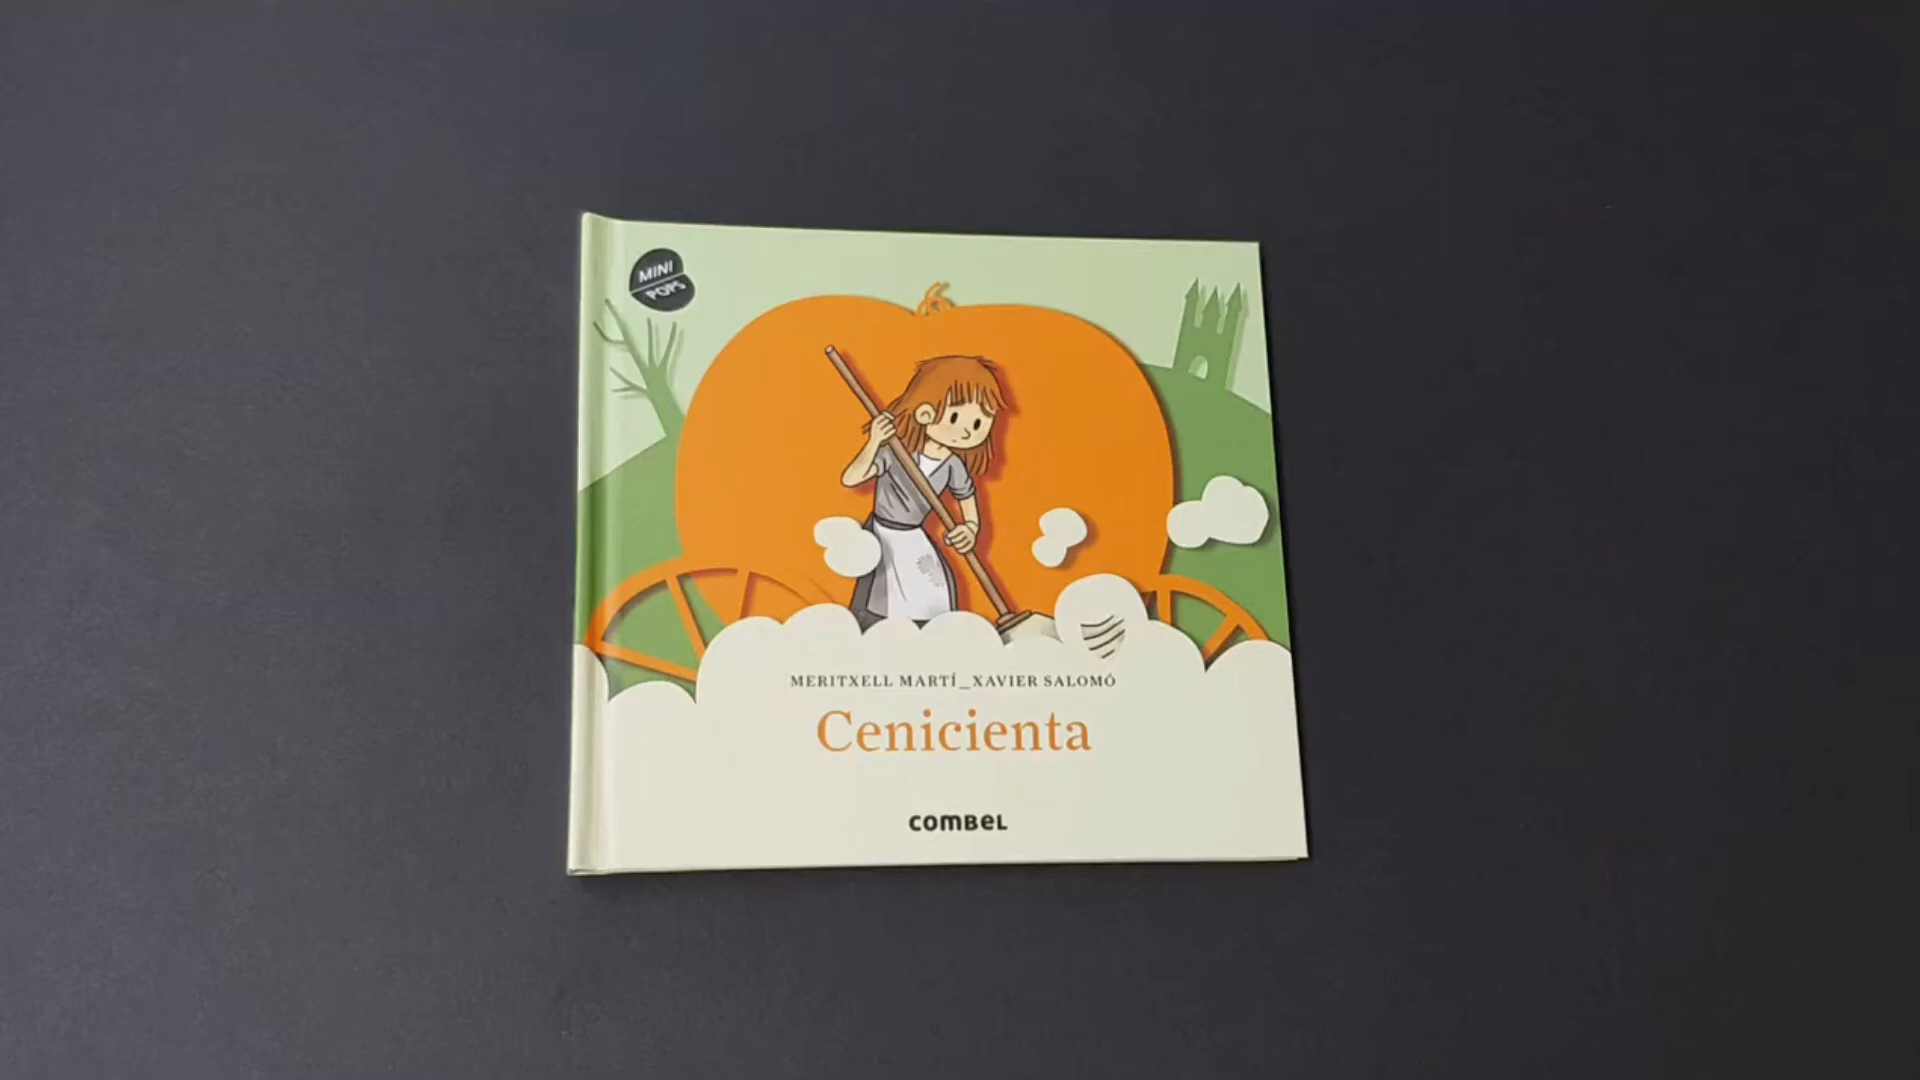 MINI
POPS
MERITXELL MARTÍ_XAVIER SALOMÓ
Cenicienta
COMBEL